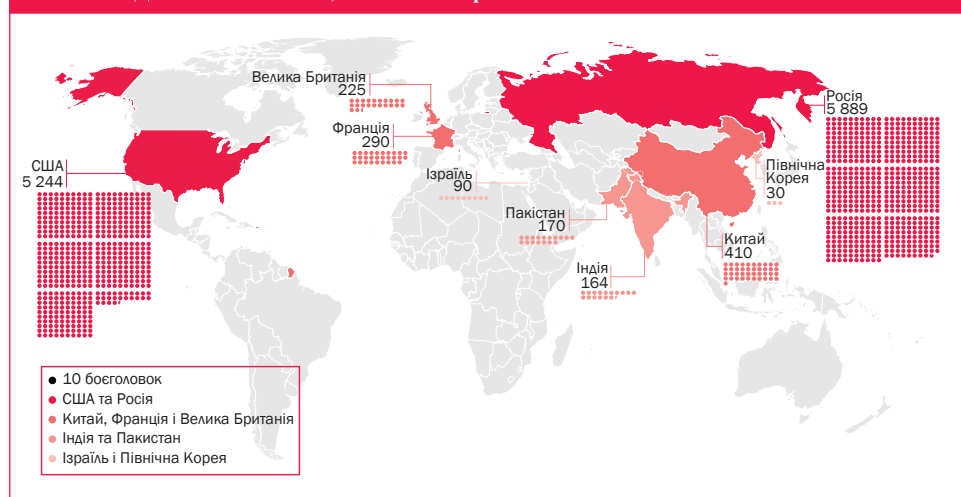 Велика Британія
225
Франція
290
Ізраїль
90
Пакістан
170
Індія
164
США
5 244
Росія
5 889
Північна
Корея
30
Китай
410
10 боєголовок
США та Росія
Китай, Франція і Велика Британія
Індія та Пакистан
Ізраїль і Північна Корея